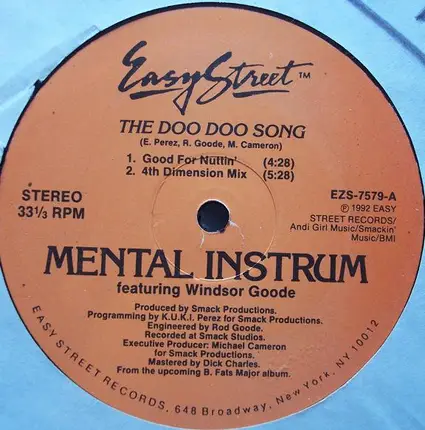 Easy Street™
THE DOO DOO SONG
(E. Perez, R. Goode, M. Cameron)
1. Good For Nuttin' (4:28)
2. 4th Dimension Mix (5:28)
STEREO
33⅓ RPM
EZS-7579-A
℗ 1992 EASY
STREET RECORDS/
Andi Girl Music/Smackin'
Music/BMI
MENTAL INSTRUM
featuring Windsor Goode
Produced by Smack Productions.
Programming by K.U.K.I. Perez for Smack Productions.
Engineered by Rod Goode.
Recorded at Smack Studios.
Executive Producer: Michael Cameron
for Smack Productions.
Mastered by Dick Charles.
From the upcoming B. Fats Major album.
EASY STREET RECORDS, 648 Broadway, New York, NY 10012